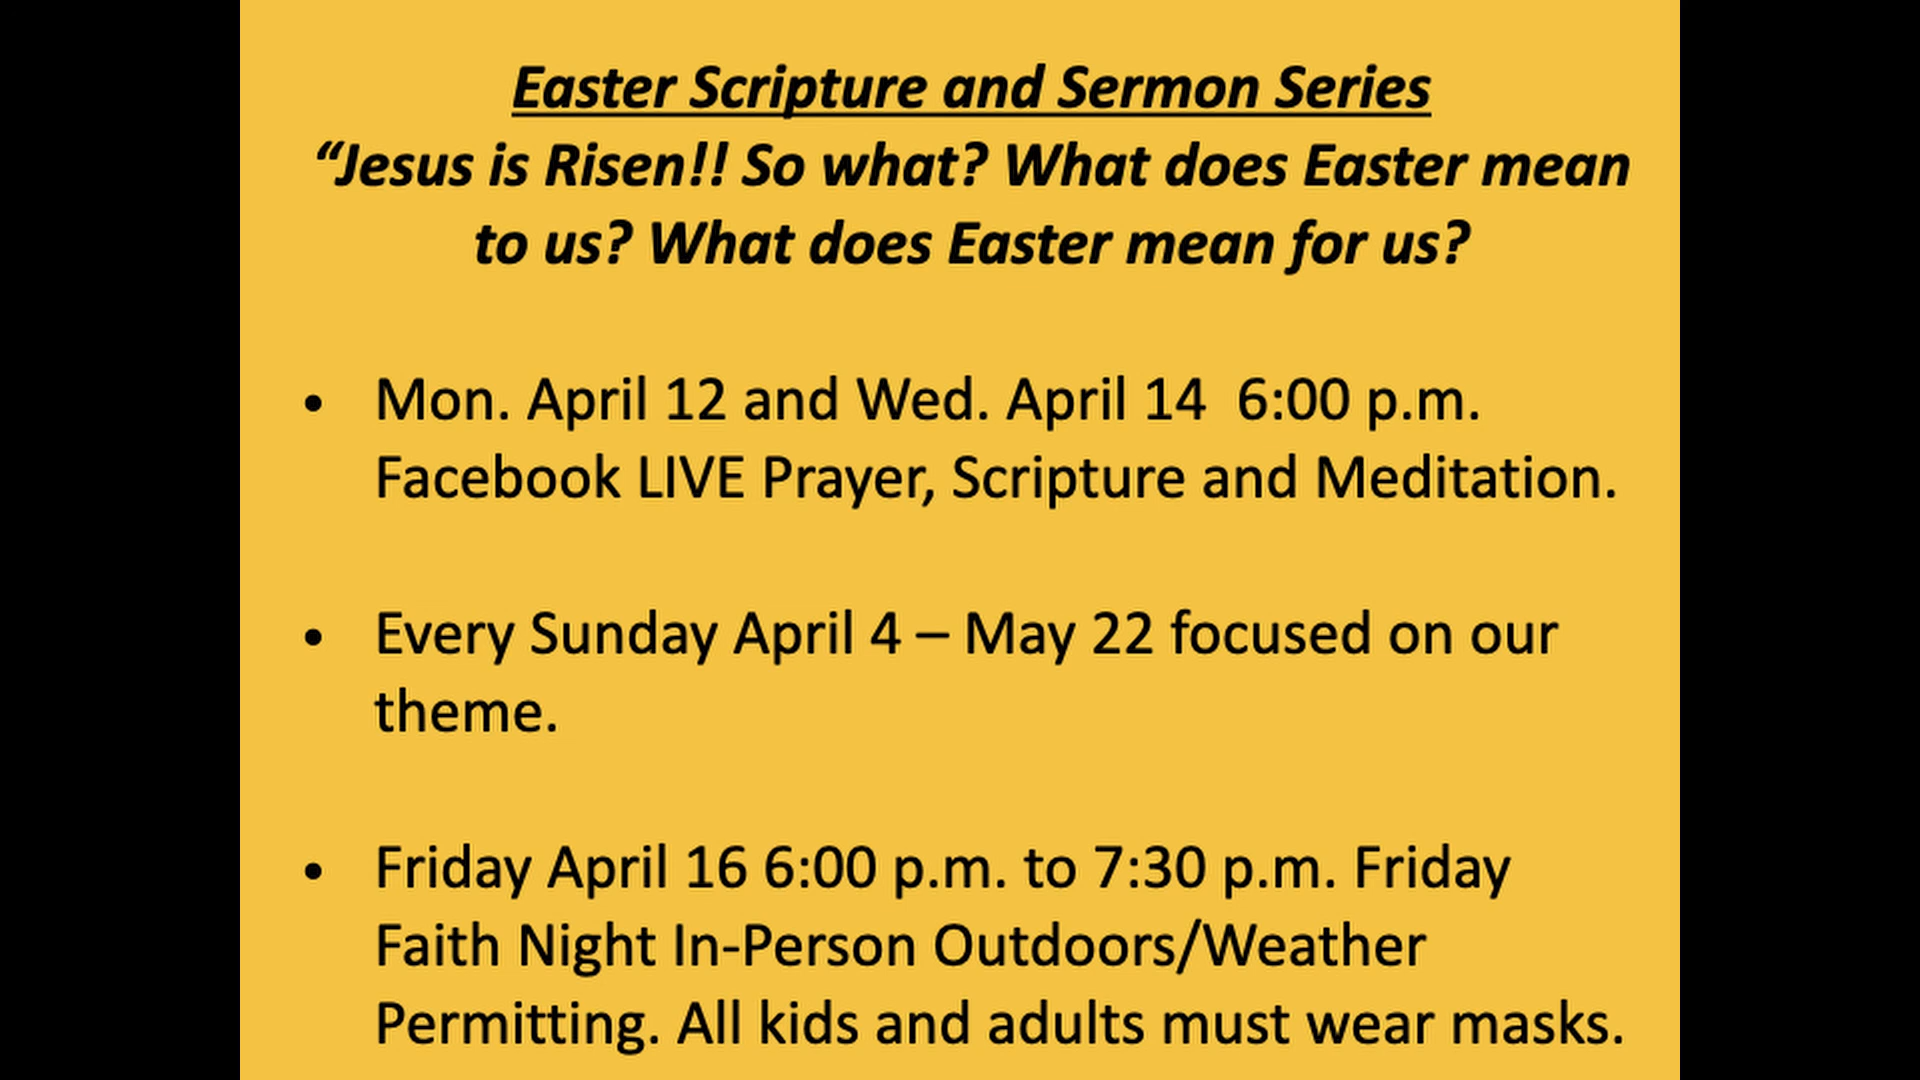 Easter Scripture and Sermon Series
“Jesus is Risen!! So what? What does Easter mean
to us? What does Easter mean for us?
• Mon. April 12 and Wed. April 14  6:00 p.m.
Facebook LIVE Prayer, Scripture and Meditation.
• Every Sunday April 4 – May 22 focused on our
theme.
• Friday April 16 6:00 p.m. to 7:30 p.m. Friday
Faith Night In-Person Outdoors/Weather
Permitting. All kids and adults must wear masks.